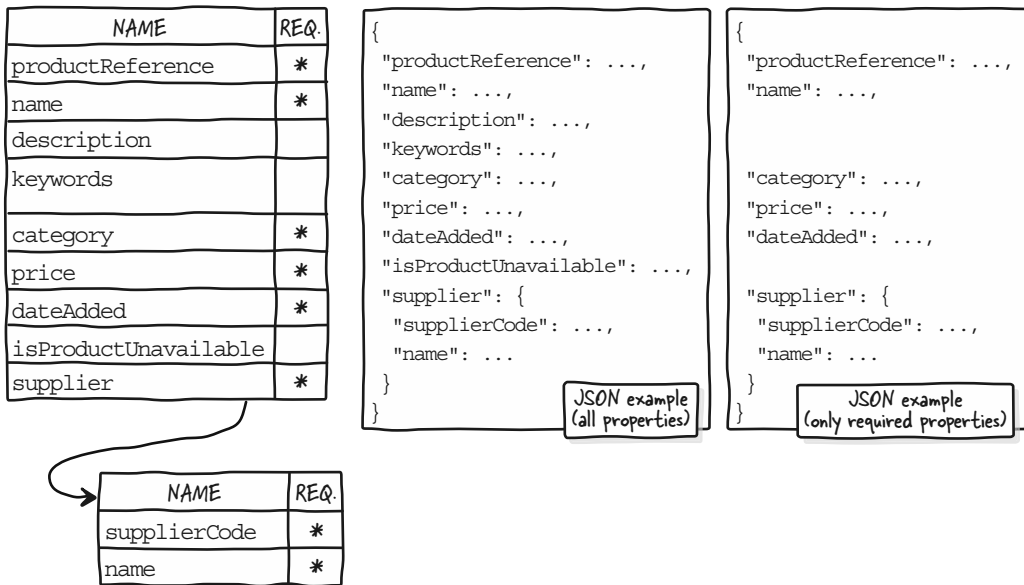 NAME REQ.
productReference *
name *
description
keywords
category *
price *
dateAdded *
isProductUnavailable
supplier *
NAME REQ.
supplierCode *
name *
{
"productReference": ...,
"name": ...,
"description": ...,
"keywords": ...,
"category": ...,
"price": ...,
"dateAdded": ...,
"isProductUnavailable": ...,
"supplier": {
"supplierCode": ...,
"name": ...
}
}
JSON example
(all properties)
{
"productReference": ...,
"name": ...,
"category": ...,
"price": ...,
"dateAdded": ...,
"supplier": {
"supplierCode": ...,
"name": ...
}
}
JSON example
(only required properties)